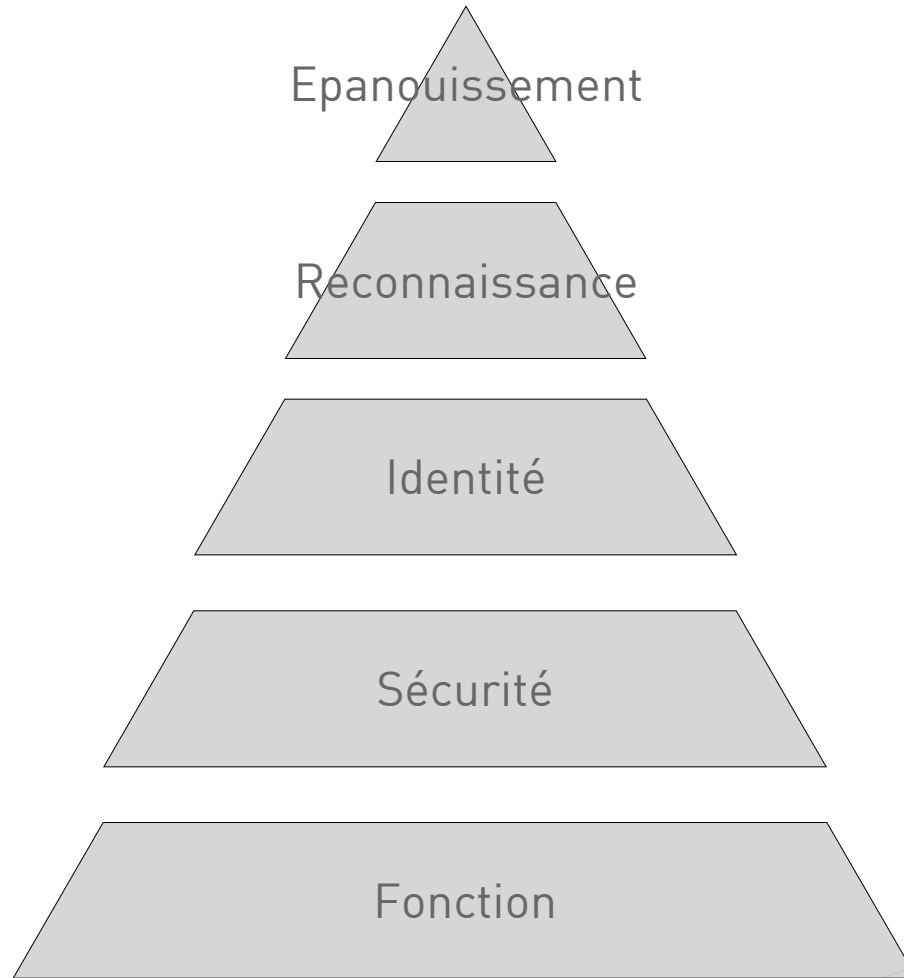 Epanouissement
Reconnaissance
Identité
Sécurité
Fonction